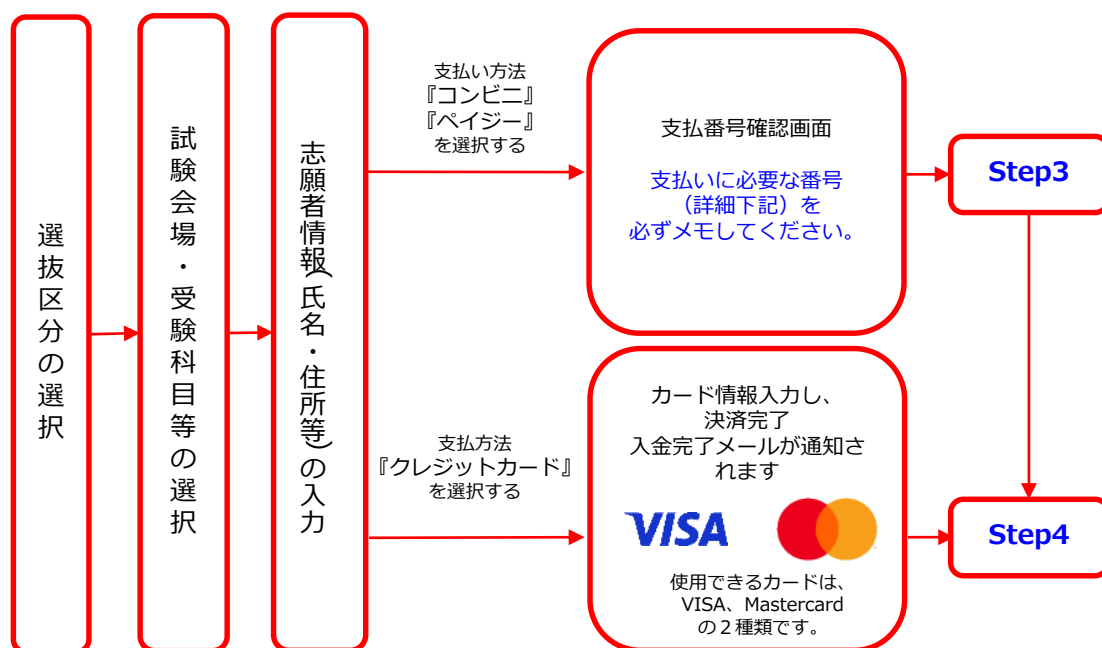 選抜区分の選択
試験会場・受験科目等の選択
志願者情報(氏名・住所等)の入力
支払い方法
『コンビニ』
『ペイジー』
を選択する
支払番号確認画面
支払いに必要な番号
（詳細下記）を
必ずメモしてください。
Step3
支払方法
『クレジットカード』
を選択する
カード情報入力し、
決済完了
入金完了メールが通知さ
れます
VISA
使用できるカードは、
VISA、Mastercard
の２種類です。
Step4